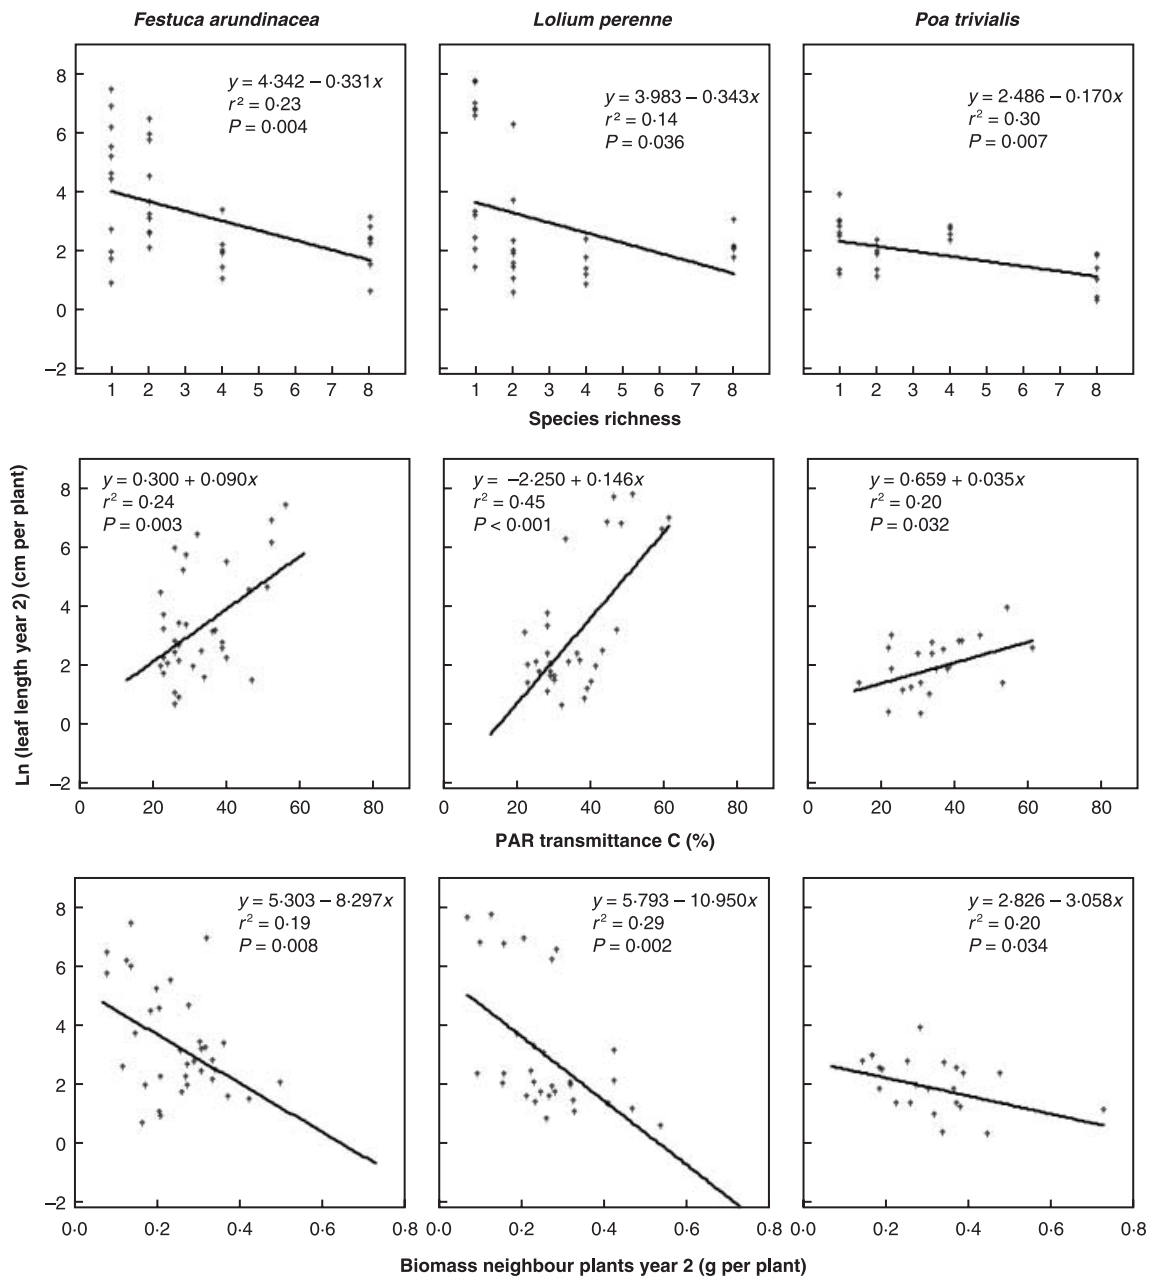 Festuca arundinacea
Lolium perenne
Poa trivialis
y = 4·342 – 0·331x
r² = 0·23
P = 0·004
y = 3·983 – 0·343x
r² = 0·14
P = 0·036
y = 2·486 – 0·170x
r² = 0·30
P = 0·007
8
6
4
2
0
–2
1 2 3 4 5 6 7 8
1 2 3 4 5 6 7 8
1 2 3 4 5 6 7 8
Species richness
Ln (leaf length year 2) (cm per plant)
y = 0·300 + 0·090x
r² = 0·24
P = 0·003
y = –2·250 + 0·146x
r² = 0·45
P < 0·001
y = 0·659 + 0·035x
r² = 0·20
P = 0·032
8
6
4
2
0
–2
0 20 40 60 80
0 20 40 60 80
0 20 40 60 80
PAR transmittance C (%)
y = 5·303 – 8·297x
r² = 0·19
P = 0·008
y = 5·793 – 10·950x
r² = 0·29
P = 0·002
y = 2·826 – 3·058x
r² = 0·20
P = 0·034
8
6
4
2
0
–2
0·0 0·2 0·4 0·6 0·8
0·0 0·2 0·4 0·6 0·8
0·0 0·2 0·4 0·6 0·8
Biomass neighbour plants year 2 (g per plant)